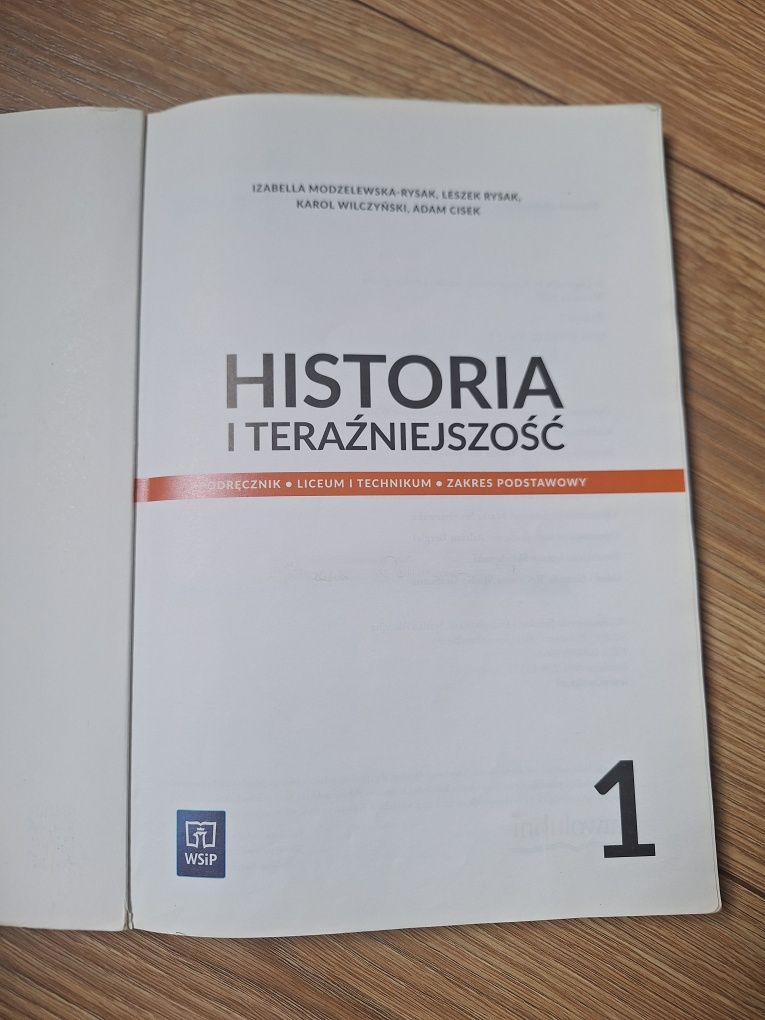 IZABELLA MODZELEWSKA-RYSAK, LESZEK RYSAK,
KAROL WILCZYŃSKI, ADAM CISEK
HISTORIA
I TERAŹNIEJSZOŚĆ
PODRĘCZNIK • LICEUM I TECHNIKUM • ZAKRES PODSTAWOWY
1
WSiP